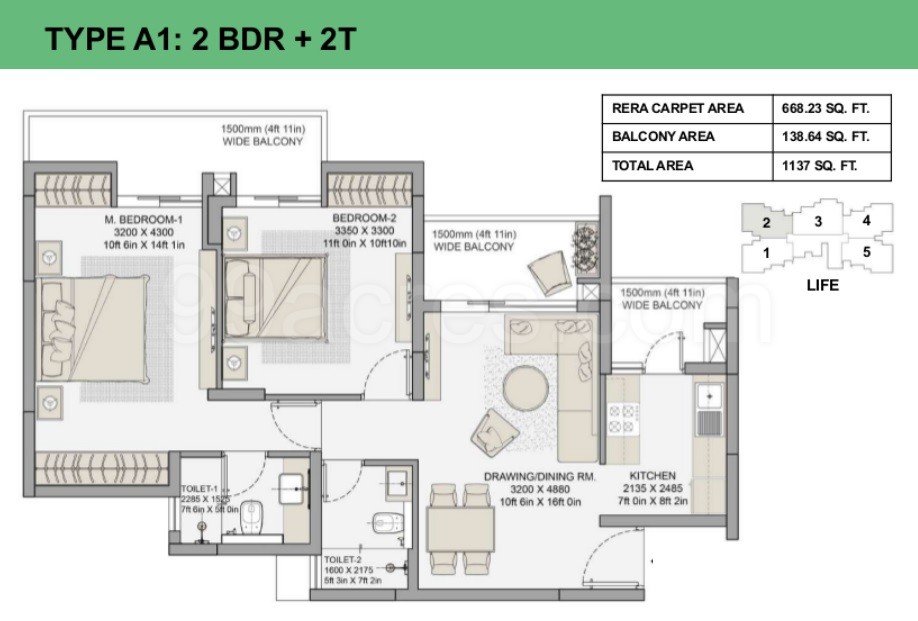 TYPE A1: 2 BDR + 2T
RERA CARPET AREA 668.23 SQ. FT.
BALCONY AREA 138.64 SQ. FT.
TOTAL AREA 1137 SQ. FT.
1500mm (4ft 11in)
WIDE BALCONY
M. BEDROOM-1
3200 X 4300
10ft 6in X 14ft 1in
BEDROOM-2
3350 X 3300
11ft 0in X 10ft10in
1500mm (4ft 11in)
WIDE BALCONY
2 3 4
1 5
LIFE
1500mm (4ft 11in)
WIDE BALCONY
99acres.com
DRAWING/DINING RM.
3200 X 4880
10ft 6in X 16ft 0in
KITCHEN
2135 X 2485
7ft 0in X 8ft 2in
TOILET-1
2285 X 1525
7ft 6in X 5ft 0in
TOILET-2
1600 X 2175
5ft 3in X 7ft 2in